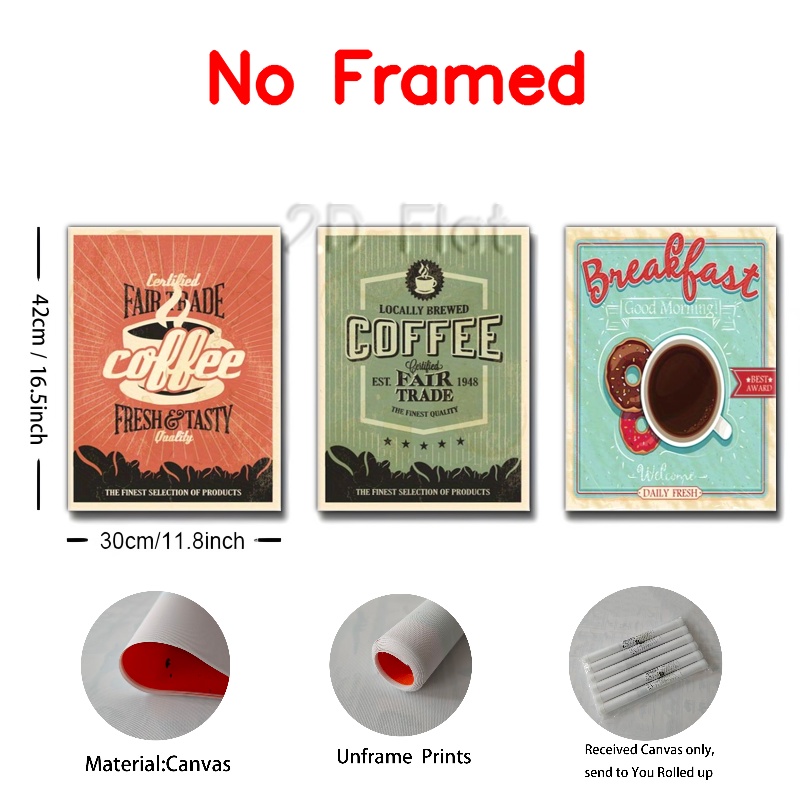 No Framed
2D Flat
42cm / 16.5inch
Certified
FAIR TRADE
coffee
FRESH & TASTY
Quality
THE FINEST SELECTION OF PRODUCTS
LOCALLY BREWED
COFFEE
Certified
EST. FAIR 1948
TRADE
THE FINEST QUALITY
THE FINEST SELECTION OF PRODUCTS
Breakfast
Good Morning!
BEST
AWARD
Welcome
DAILY FRESH
30cm/11.8inch
Material:Canvas
Unframe Prints
Received Canvas only,
send to You Rolled up